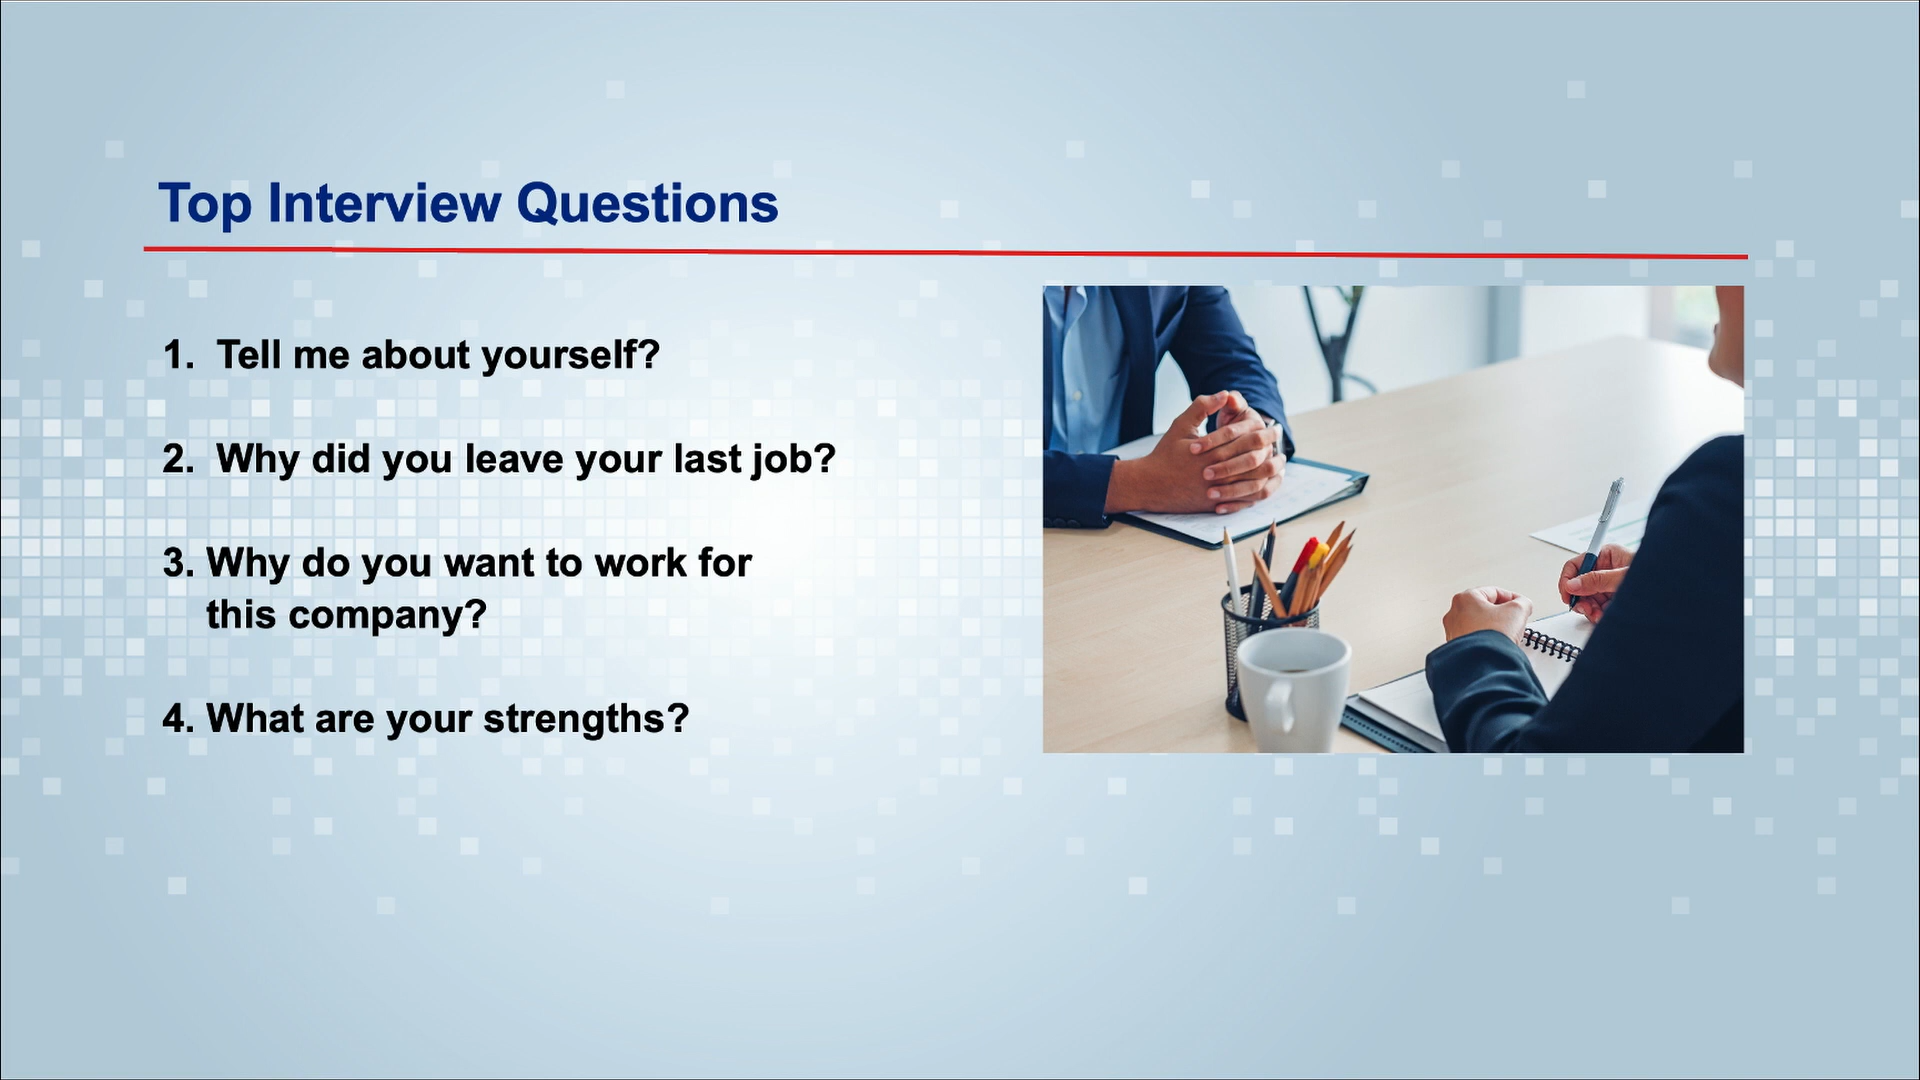 Top Interview Questions
1. Tell me about yourself?
2. Why did you leave your last job?
3. Why do you want to work for
this company?
4. What are your strengths?